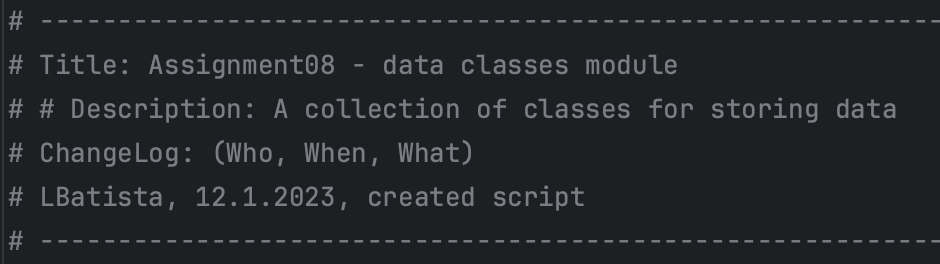 # ----------------------------------------------------------
# Title: Assignment08 - data classes module
# # Description: A collection of classes for storing data
# ChangeLog: (Who, When, What)
# LBatista, 12.1.2023, created script
# ----------------------------------------------------------